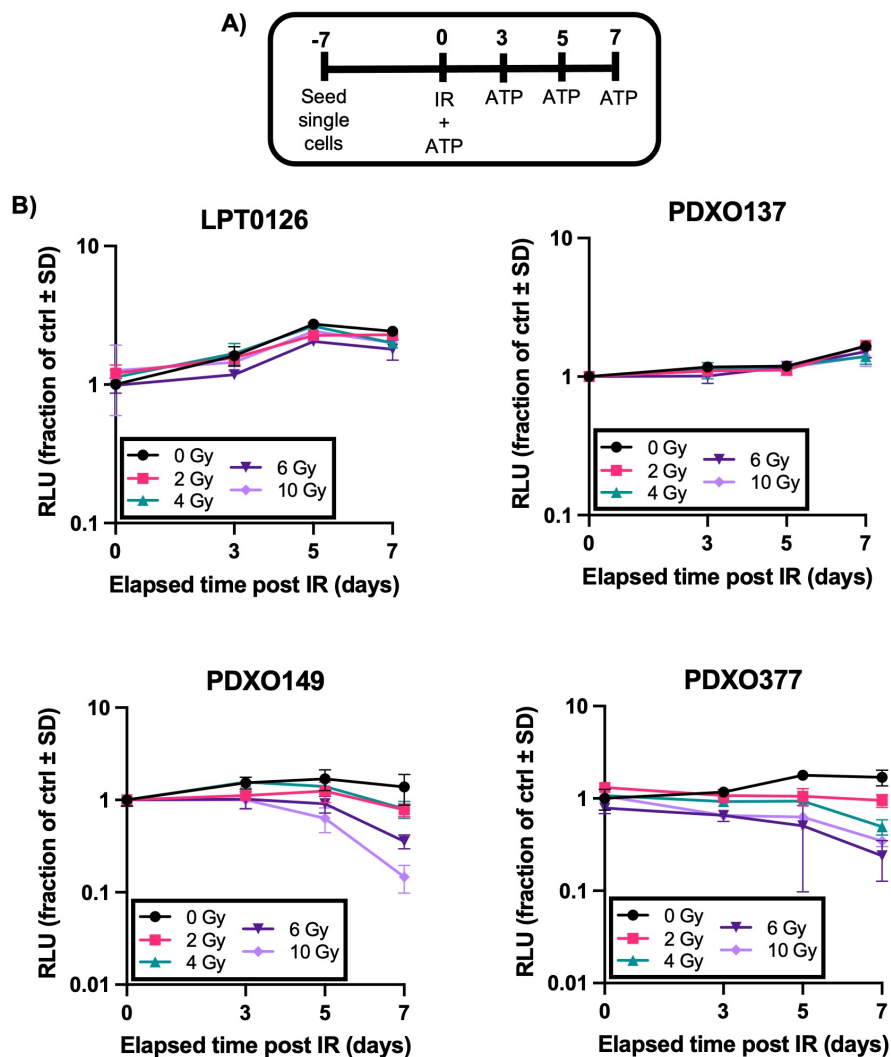 A)
-7 0 3 5 7
Seed single cells
IR + ATP
ATP
ATP
ATP
B)
LPT0126
RLU (fraction of ctrl ± SD)
10
1
0.1
0 Gy
2 Gy
4 Gy
6 Gy
10 Gy
0 3 5 7
Elapsed time post IR (days)
PDXO137
RLU (fraction of ctrl ± SD)
10
1
0.1
0 Gy
2 Gy
4 Gy
6 Gy
10 Gy
0 3 5 7
Elapsed time post IR (days)
PDXO149
RLU (fraction of ctrl ± SD)
10
1
0.1
0.01
0 Gy
2 Gy
4 Gy
6 Gy
10 Gy
0 3 5 7
Elapsed time post IR (days)
PDXO377
RLU (fraction of ctrl ± SD)
10
1
0.1
0.01
0 Gy
2 Gy
4 Gy
6 Gy
10 Gy
0 3 5 7
Elapsed time post IR (days)